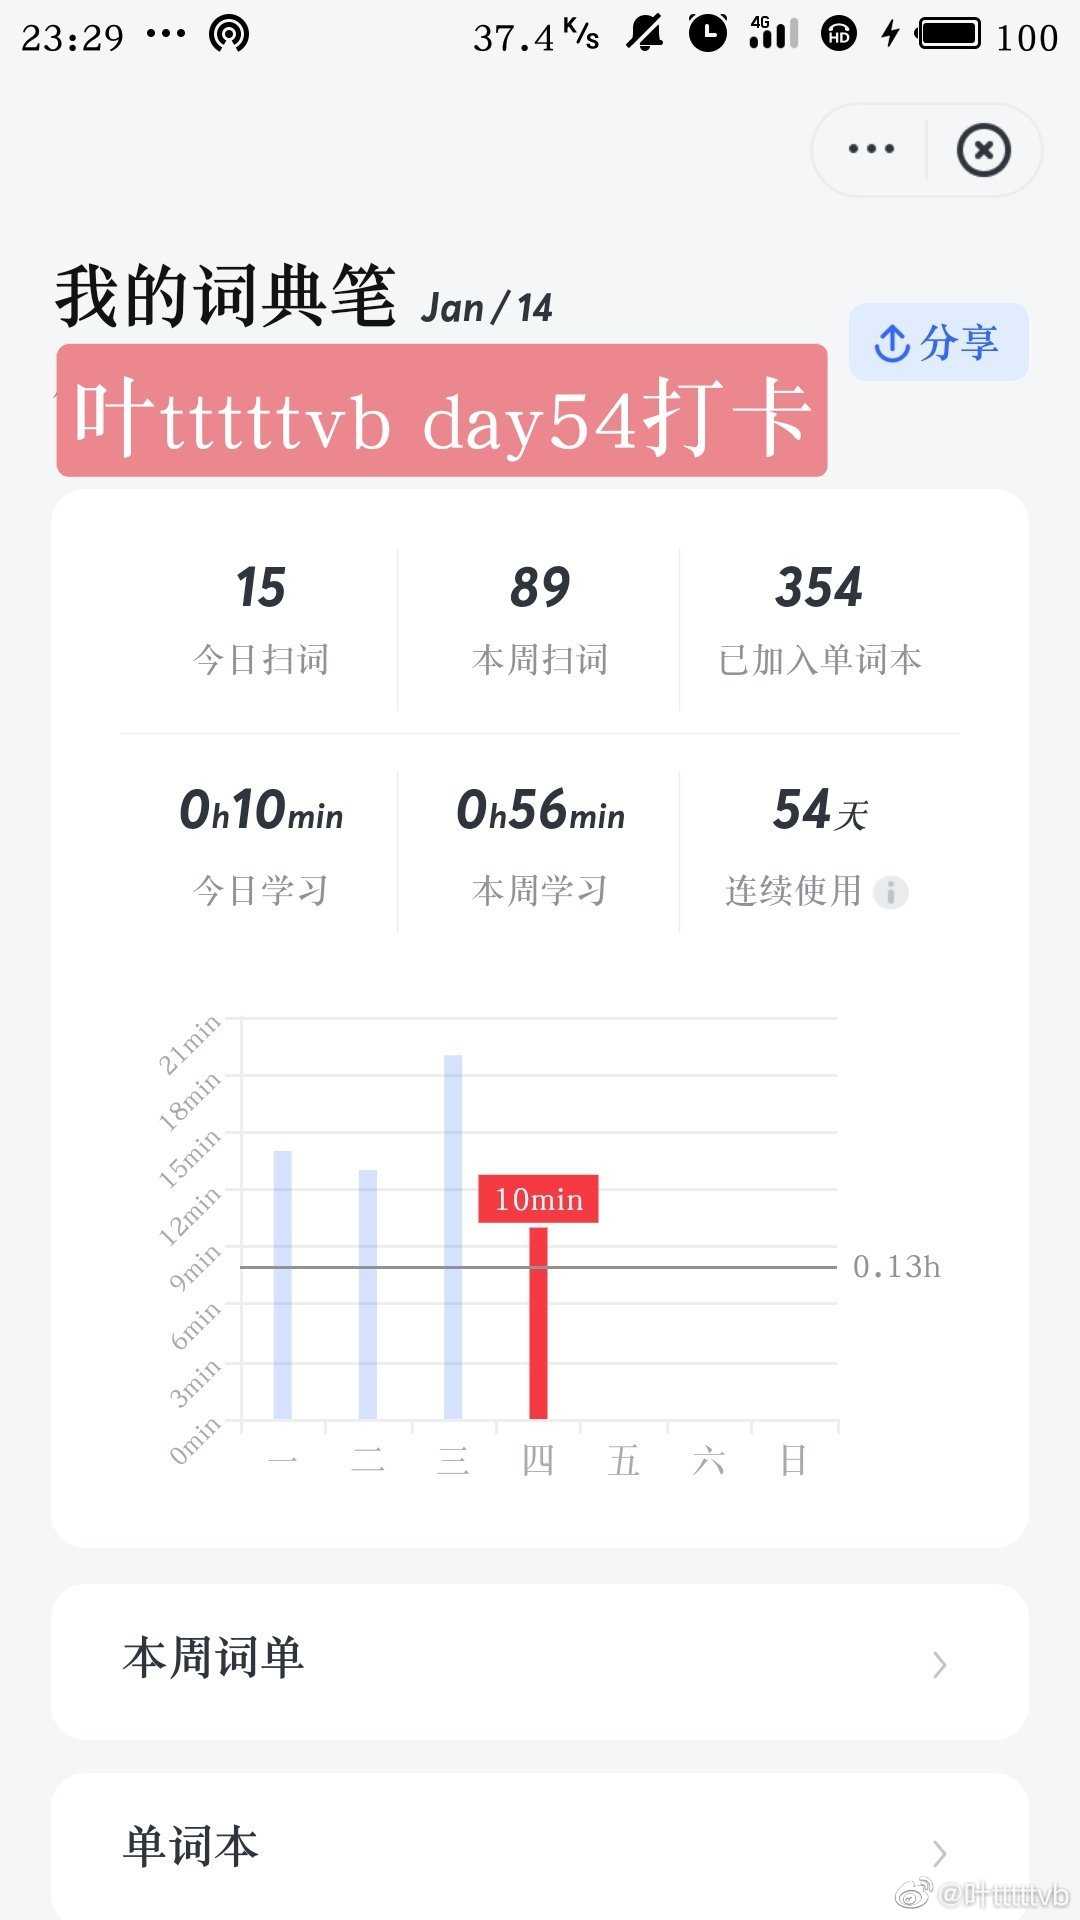 23:29 ••• 37.4 K/s 4G HD 100
•••
我的词典笔 Jan / 14
分享
叶tttttvb day54打卡
15 89 354
今日扫词 本周扫词 已加入单词本
0h10min 0h56min 54天
今日学习 本周学习 连续使用
21min
18min
15min
10min
12min
9min
0.13h
6min
3min
0min
一 二 三 四 五 六 日
本周词单
单词本
@叶tttttvb